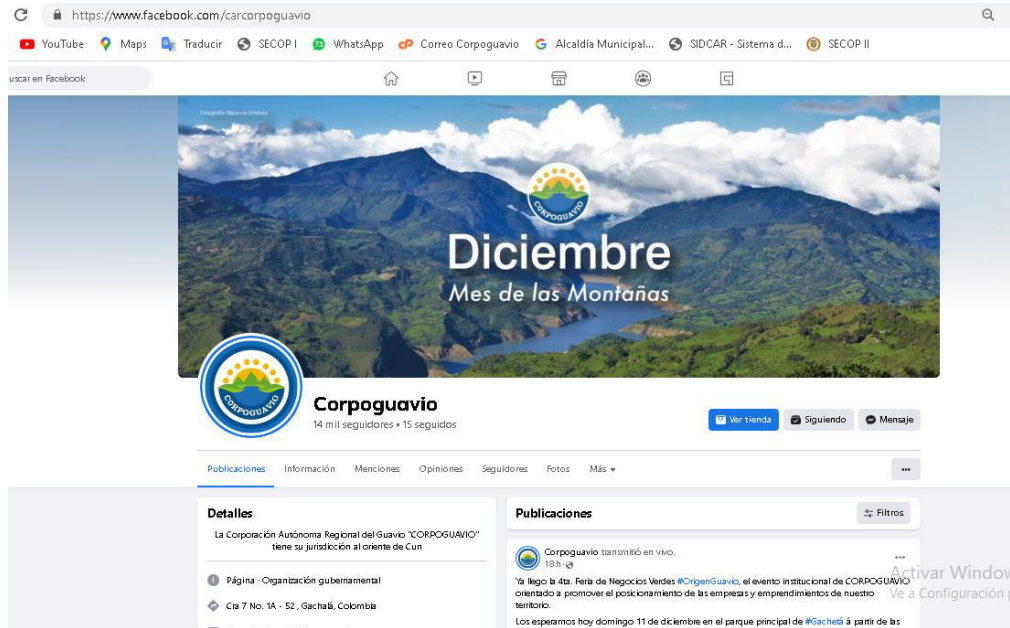 https://www.facebook.com/carcorpoguavio
YouTube Maps Traducir SECOP I WhatsApp Correo Corpoguavio Alcaldía Municipal... SIDCAR - Sistema d... SECOP II
uscar en Facebook
Fotografía: Mauricio Jiménez
CORPOGUAVIO
Diciembre
Mes de las Montañas
CORPOGUAVIO
Corpoguavio
14 mil seguidores • 15 seguidos
Ver tienda Siguiendo Mensaje
Publicaciones Información Menciones Opiniones Seguidores Fotos Más
Detalles
La Corporación Autónoma Regional del Guavio "CORPOGUAVIO"
tiene su jurisdicción al oriente de Cun
Página · Organización gubernamental
Cra 7 No. 1A - 52 , Gachalá, Colombia
Publicaciones
Filtros
Corpoguavio transmitió en vivo.
18 h ·
Ya llego la 4ta. Feria de Negocios Verdes #OrigenGuavio, el evento institucional de CORPOGUAVIO
orientado a promover el posicionamiento de las empresas y emprendimientos de nuestro
territorio.
Los esperamos hoy domingo 11 de diciembre en el parque principal de #Gachetá á partir de las
Activar Window
Ve a Configuración p